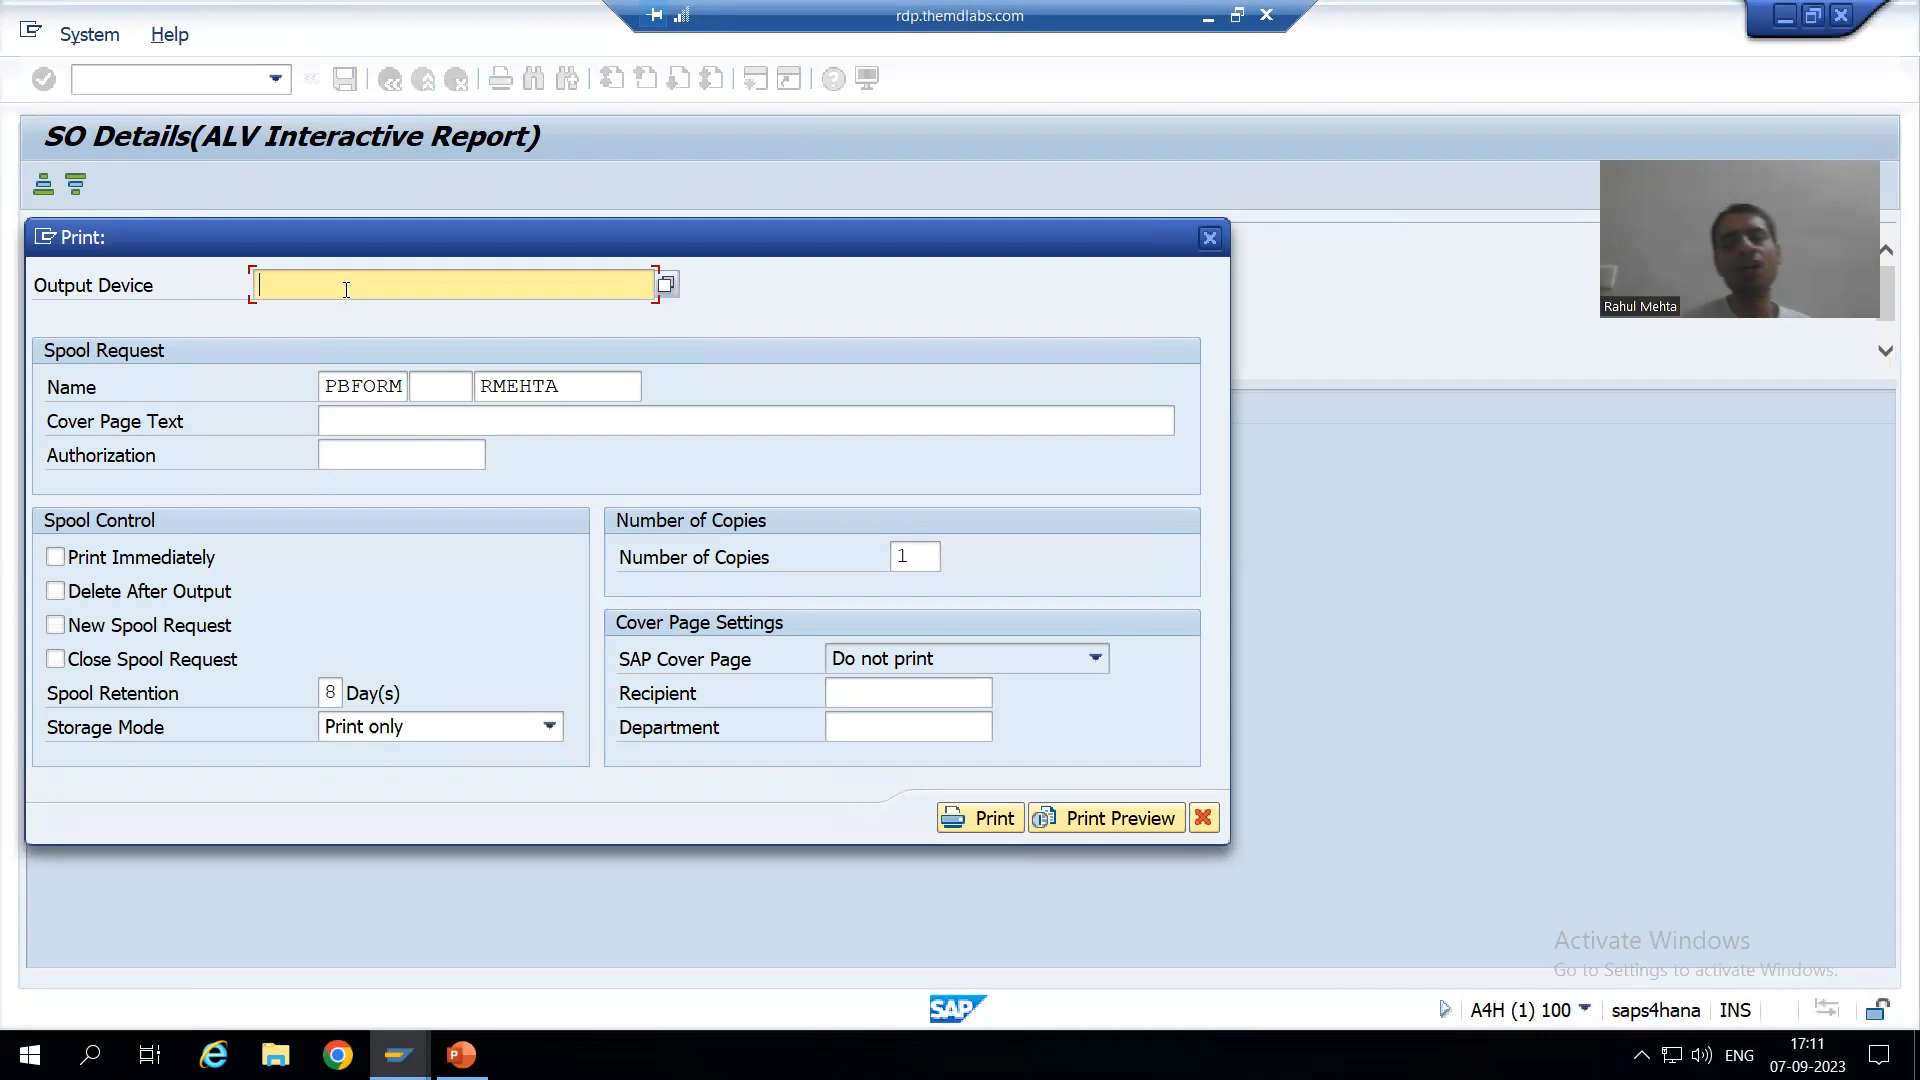 rdp.themdlabs.com
System Help
SO Details(ALV Interactive Report)
Rahul Mehta
Print:
Output Device
Spool Request
Name PBFORM RMEHTA
Cover Page Text
Authorization
Spool Control
Print Immediately
Delete After Output
New Spool Request
Close Spool Request
Spool Retention 8 Day(s)
Storage Mode Print only
Number of Copies
Number of Copies 1
Cover Page Settings
SAP Cover Page Do not print
Recipient
Department
Print Print Preview
Activate Windows
Go to Settings to activate Windows.
SAP
A4H (1) 100 saps4hana INS
ENG
17:11
07-09-2023